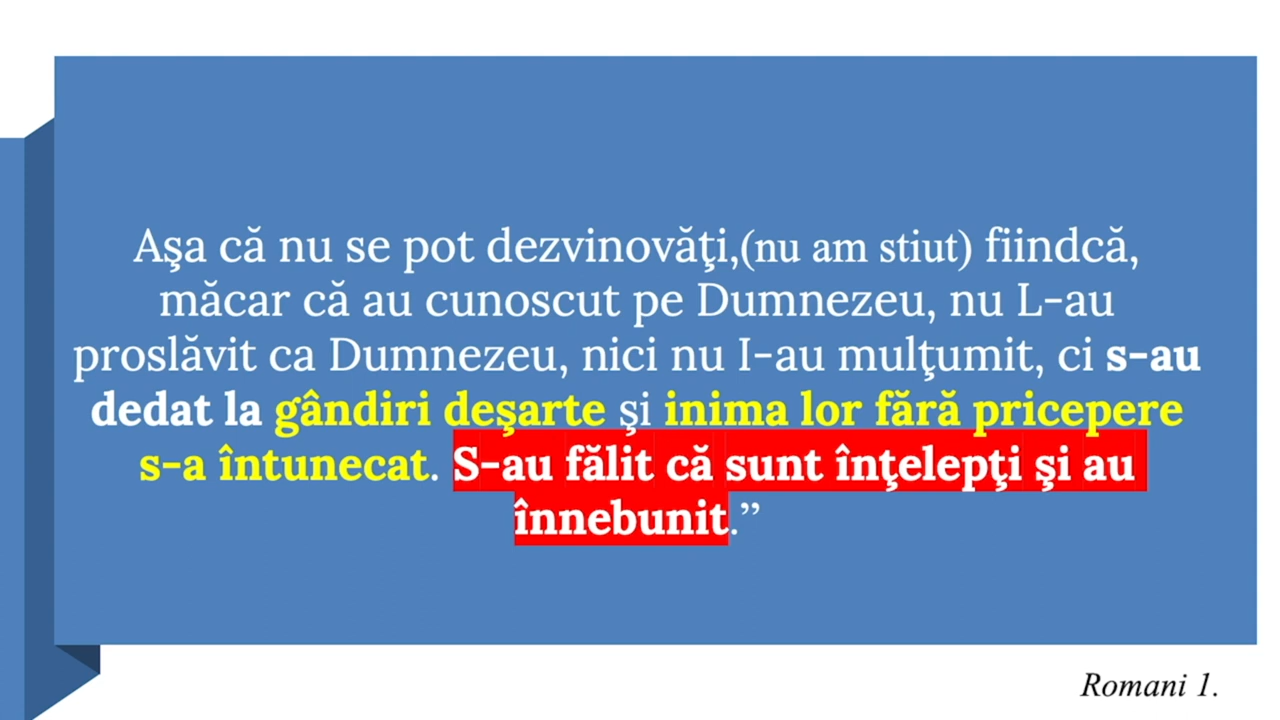 Aşa că nu se pot dezvinovăţi,(nu am stiut) fiindcă,
măcar că au cunoscut pe Dumnezeu, nu L-au
proslăvit ca Dumnezeu, nici nu I-au mulţumit, ci s-au
dedat la gândiri deşarte şi inima lor fără pricepere
s-a întunecat. S-au fălit că sunt înţelepţi şi au
înnebunit.”
Romani 1.